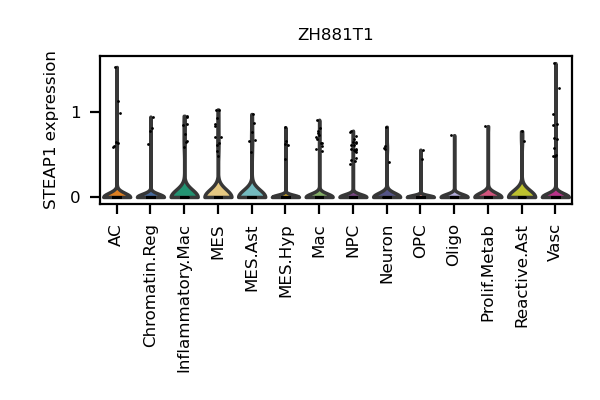 ZH881T1
STEAP1 expression
1
0
AC
Chromatin.Reg
Inflammatory.Mac
MES
MES.Ast
MES.Hyp
Mac
NPC
Neuron
OPC
Oligo
Prolif.Metab
Reactive.Ast
Vasc